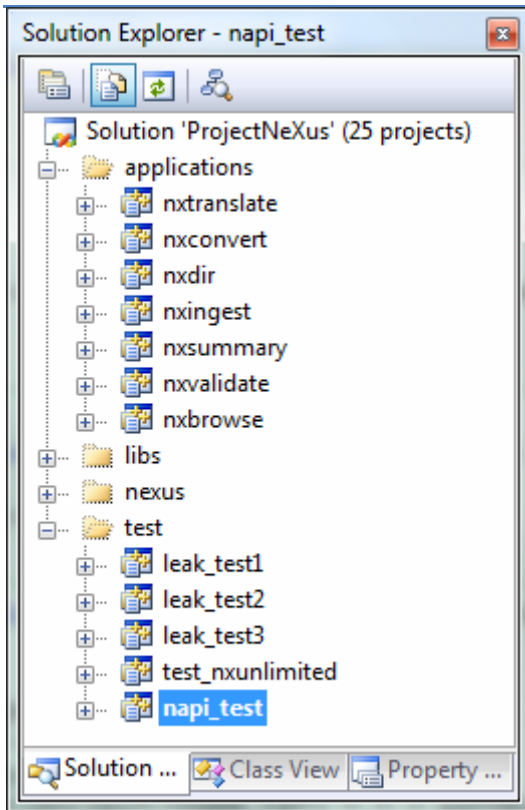 Solution Explorer - napi_test
Solution 'ProjectNeXus' (25 projects)
applications
nxtranslate
nxconvert
nxdir
nxingest
nxsummary
nxvalidate
nxbrowse
libs
nexus
test
leak_test1
leak_test2
leak_test3
test_nxunlimited
napi_test
Solution ... Class View Property ...